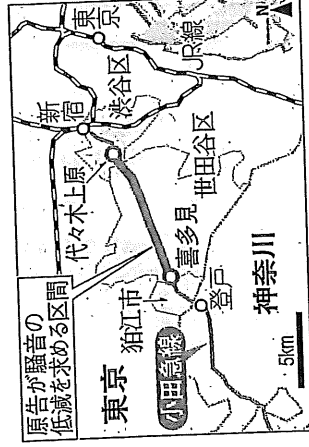 原告が騒音の
低減を求める区間
東京
新宿
東京
代々木上原
渋谷区
JR線
N
世田谷区
喜多見
狛江市
登戸
小田急線
神奈川
5km